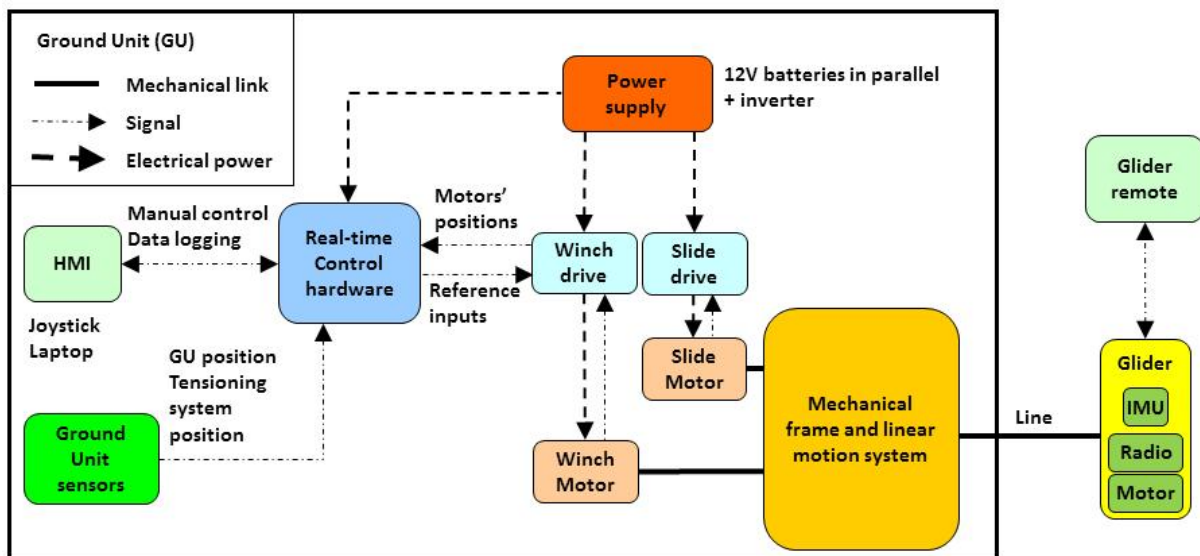 Ground Unit (GU)
Mechanical link
Signal
Electrical power
Power
supply
12V batteries in parallel
+ inverter
Glider
remote
Manual control
Data logging
Motors'
positions
HMI
Real-time
Control
hardware
Winch
drive
Slide
drive
Reference
inputs
Joystick
Laptop
GU position
Tensioning
system
position
Slide
Motor
Glider
IMU
Radio
Motor
Mechanical
frame and linear
motion system
Line
Ground
Unit
sensors
Winch
Motor